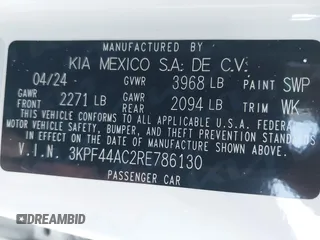 MANUFACTURED BY
KIA MEXICO S.A. DE C.V.
04/24 GVWR 3968 LB PAINT SWP
GAWR FRONT 2271 LB GAWR REAR 2094 LB TRIM WK
THIS VEHICLE CONFORMS TO ALL APPLICABLE U.S.A. FEDERAL
MOTOR VEHICLE SAFETY, BUMPER, AND THEFT PREVENTION
STANDARDS IN EFFECT ON THE DATE OF MANUFACTURE
SHOWN ABOVE.
V.I.N. 3KPF44AC2RE786130
PASSENGER CAR
DREAMBID